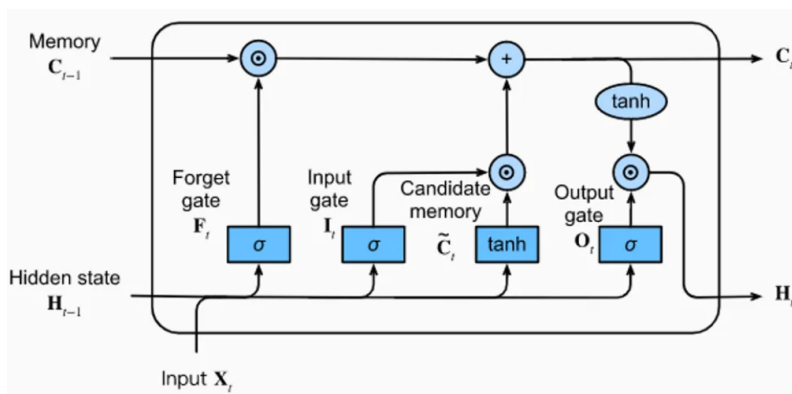 Memory
C_{t−1}
C_t
tanh
Forget
gate
F_t
Input
gate
I_t
Candidate
memory
C̃_t
Output
gate
O_t
σ
σ
tanh
σ
Hidden state
H_{t−1}
H_t
Input X_t